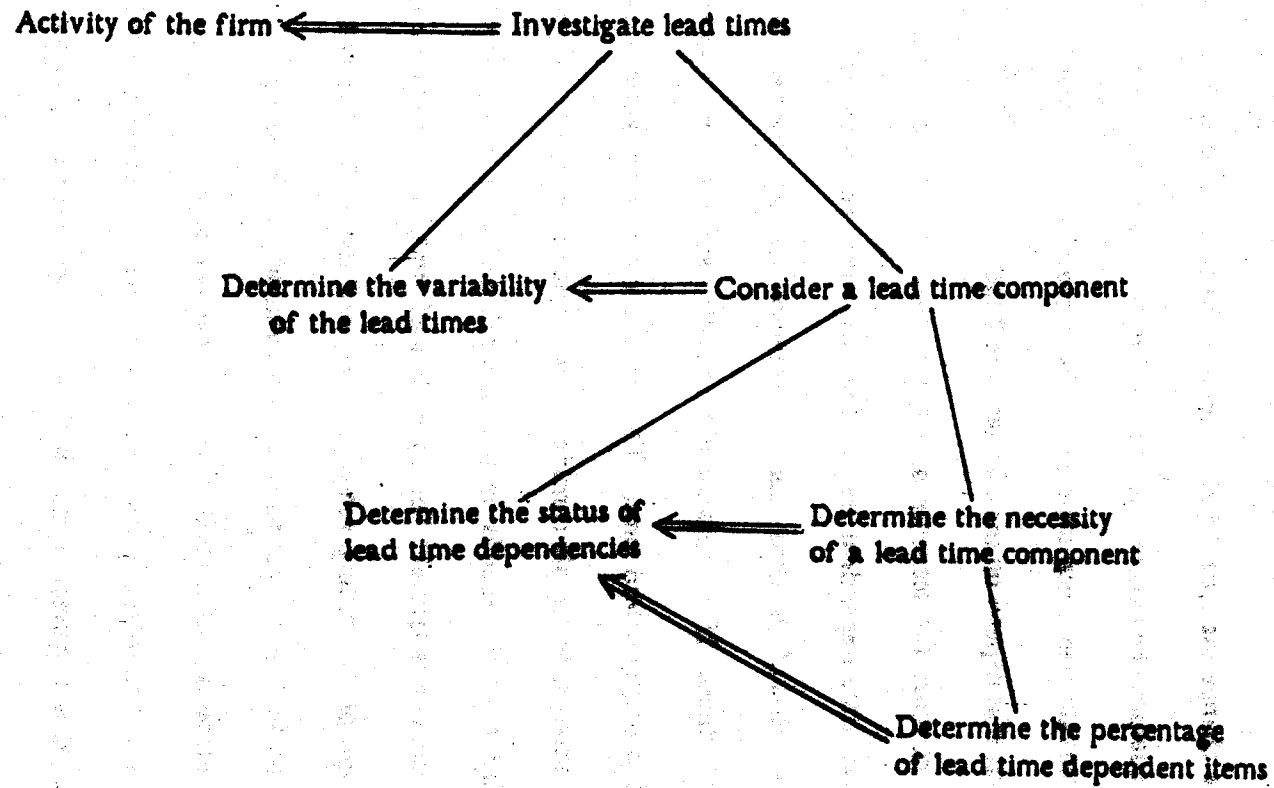 Activity of the firm
Investigate lead times
Determine the variability
of the lead times
Consider a lead time component
Determine the status of
lead time dependencies
Determine the necessity
of a lead time component
Determine the percentage
of lead time dependent items